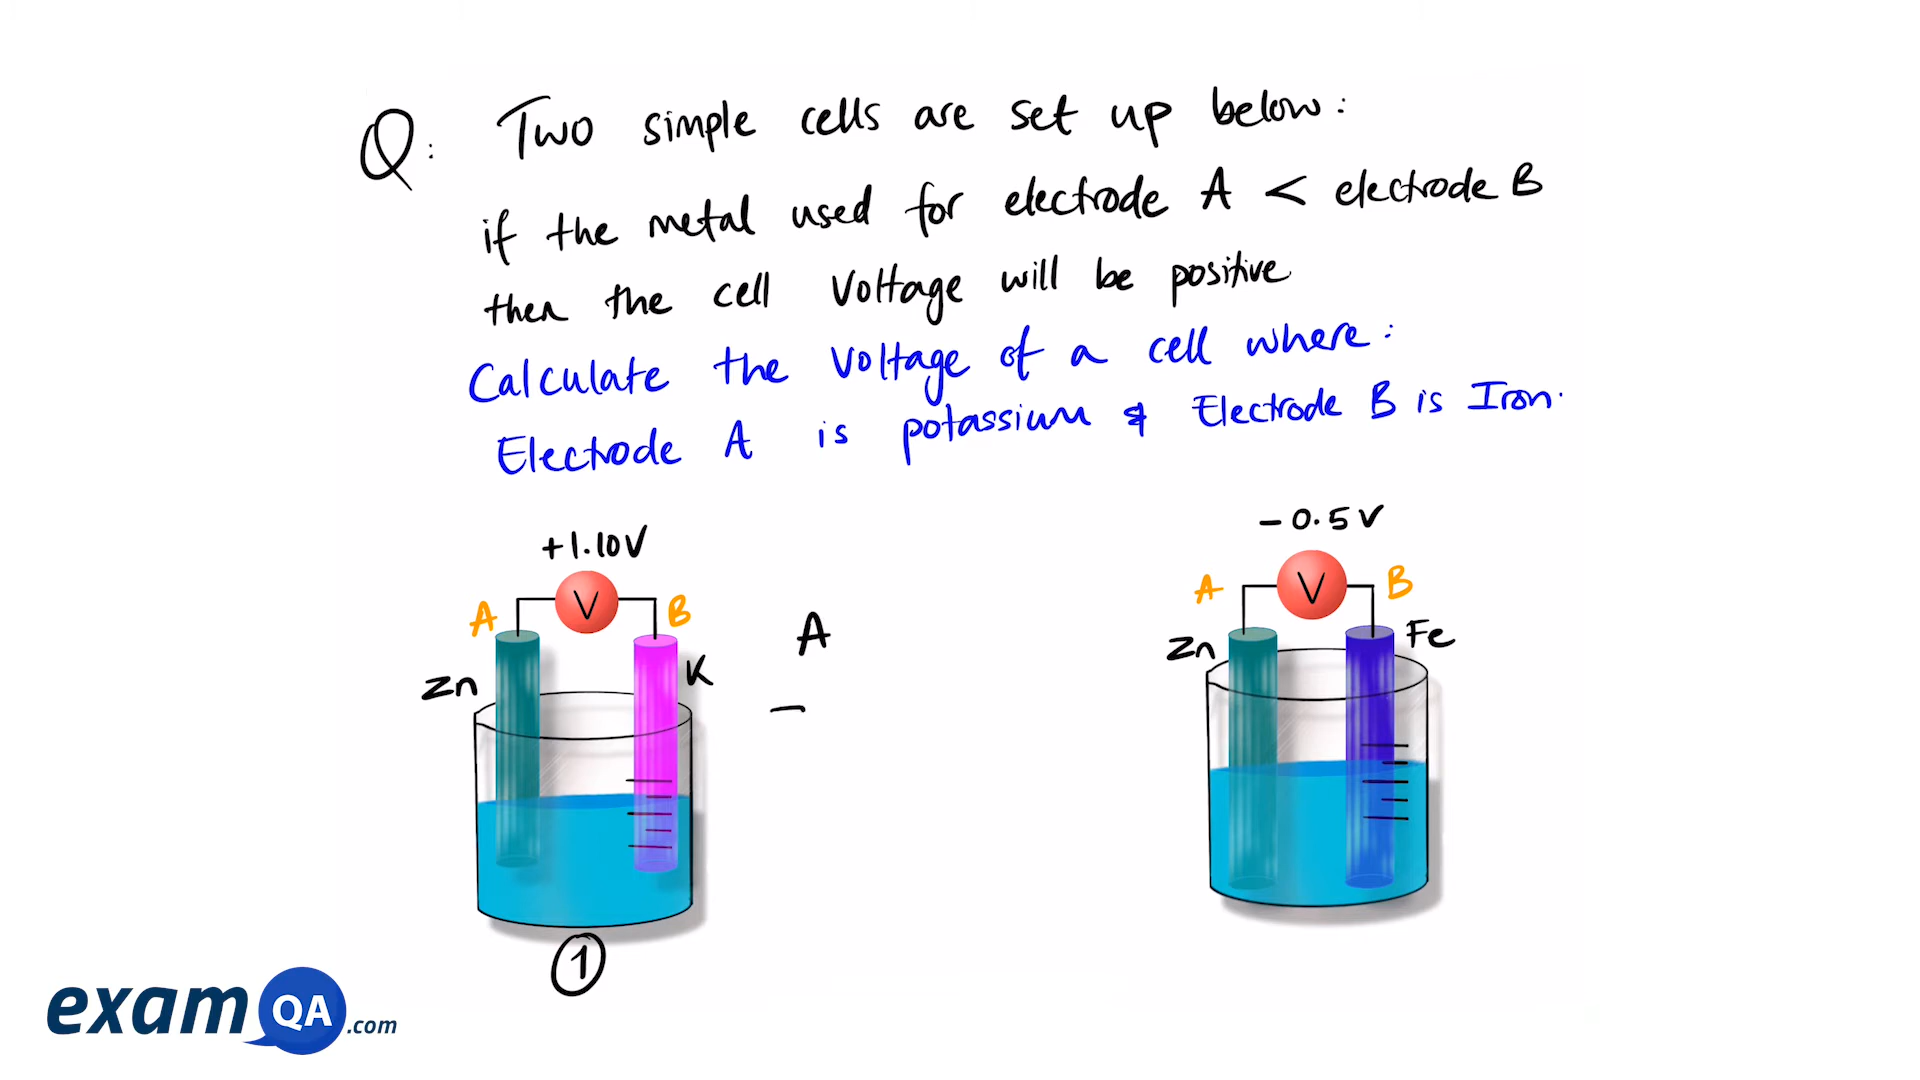 Q: Two simple cells are set up below:
if the metal used for electrode A < electrode B
then the cell Voltage will be positive
Calculate the Voltage of a cell where:
Electrode A is potassium & Electrode B is Iron.
+1.10V
A V B
Zn K
1
A
–
-0.5V
A V B
Zn Fe
examQA.com